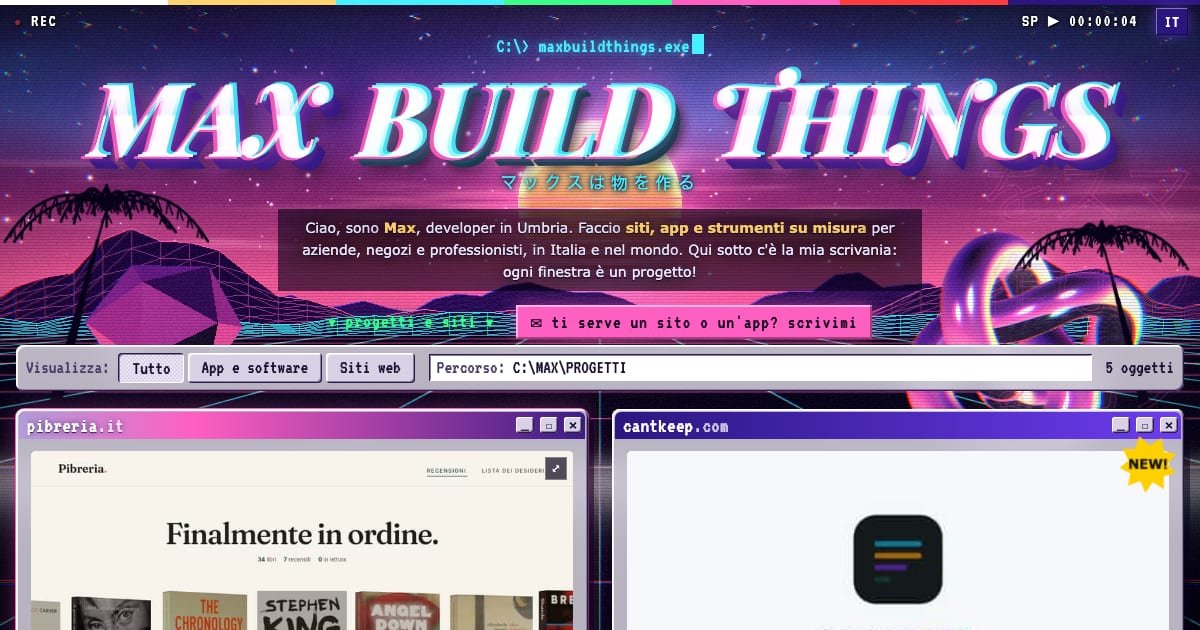 REC
SP ▶ 00:00:04
IT
C:\> maxbuildthings.exe
MAX BUILD THINGS
マックスは物を作る
Ciao, sono Max, developer in Umbria. Faccio siti, app e strumenti su misura per
aziende, negozi e professionisti, in Italia e nel mondo. Qui sotto c'è la mia scrivania:
ogni finestra è un progetto!
▼ progetti e siti ▼
✉ ti serve un sito o un'app? scrivimi
Visualizza: Tutto App e software Siti web Percorso: C:\MAX\PROGETTI 5 oggetti
pibreria.it
Pibreria.
RECENSIONI LISTA DEI DESIDERI
Finalmente in ordine.
34 libri 7 recensiti 0 in lettura
CARVER
THE
CHRONOLOGY
STEPHEN
KING
ANGEL
DOWN
BRE
cantkeep.com
NEW!